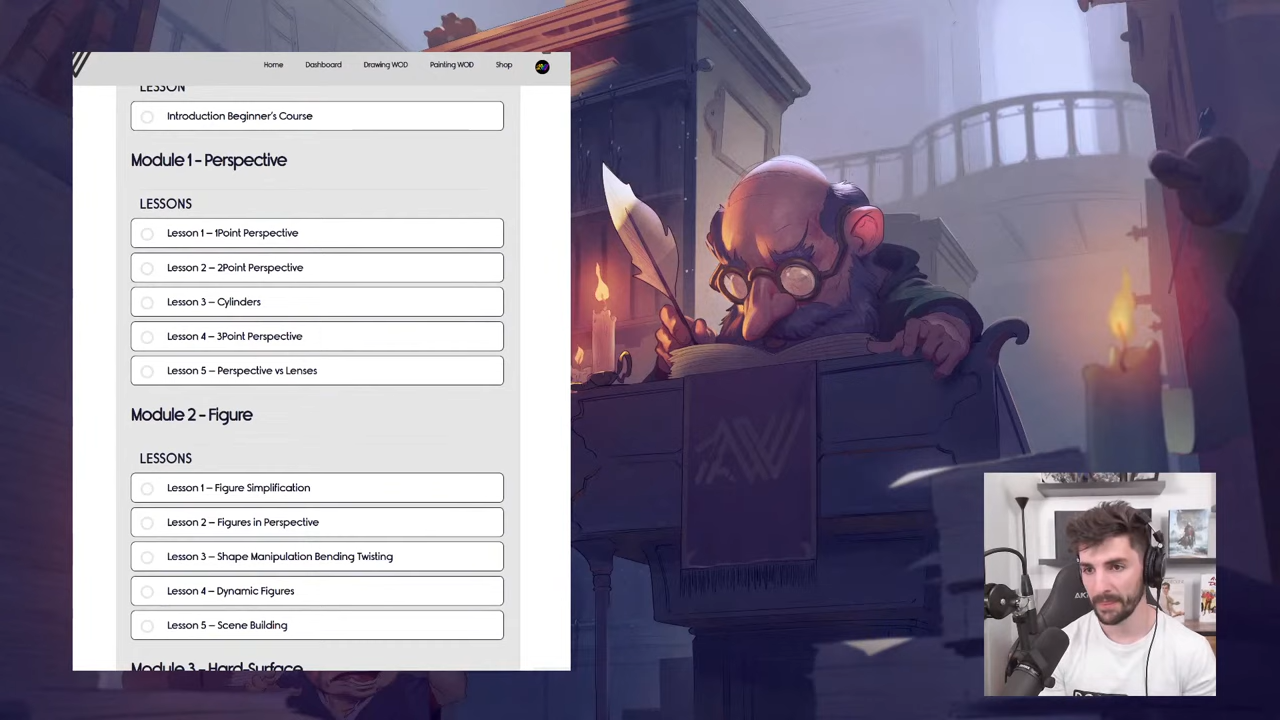 Home Dashboard Drawing WOD Painting WOD Shop
LESSON
Introduction Beginner's Course
Module 1 - Perspective
LESSONS
Lesson 1 – 1Point Perspective
Lesson 2 – 2Point Perspective
Lesson 3 – Cylinders
Lesson 4 – 3Point Perspective
Lesson 5 – Perspective vs Lenses
Module 2 - Figure
LESSONS
Lesson 1 – Figure Simplification
Lesson 2 – Figures in Perspective
Lesson 3 – Shape Manipulation Bending Twisting
Lesson 4 – Dynamic Figures
Lesson 5 – Scene Building
Module 3 - Hard-Surface
AW